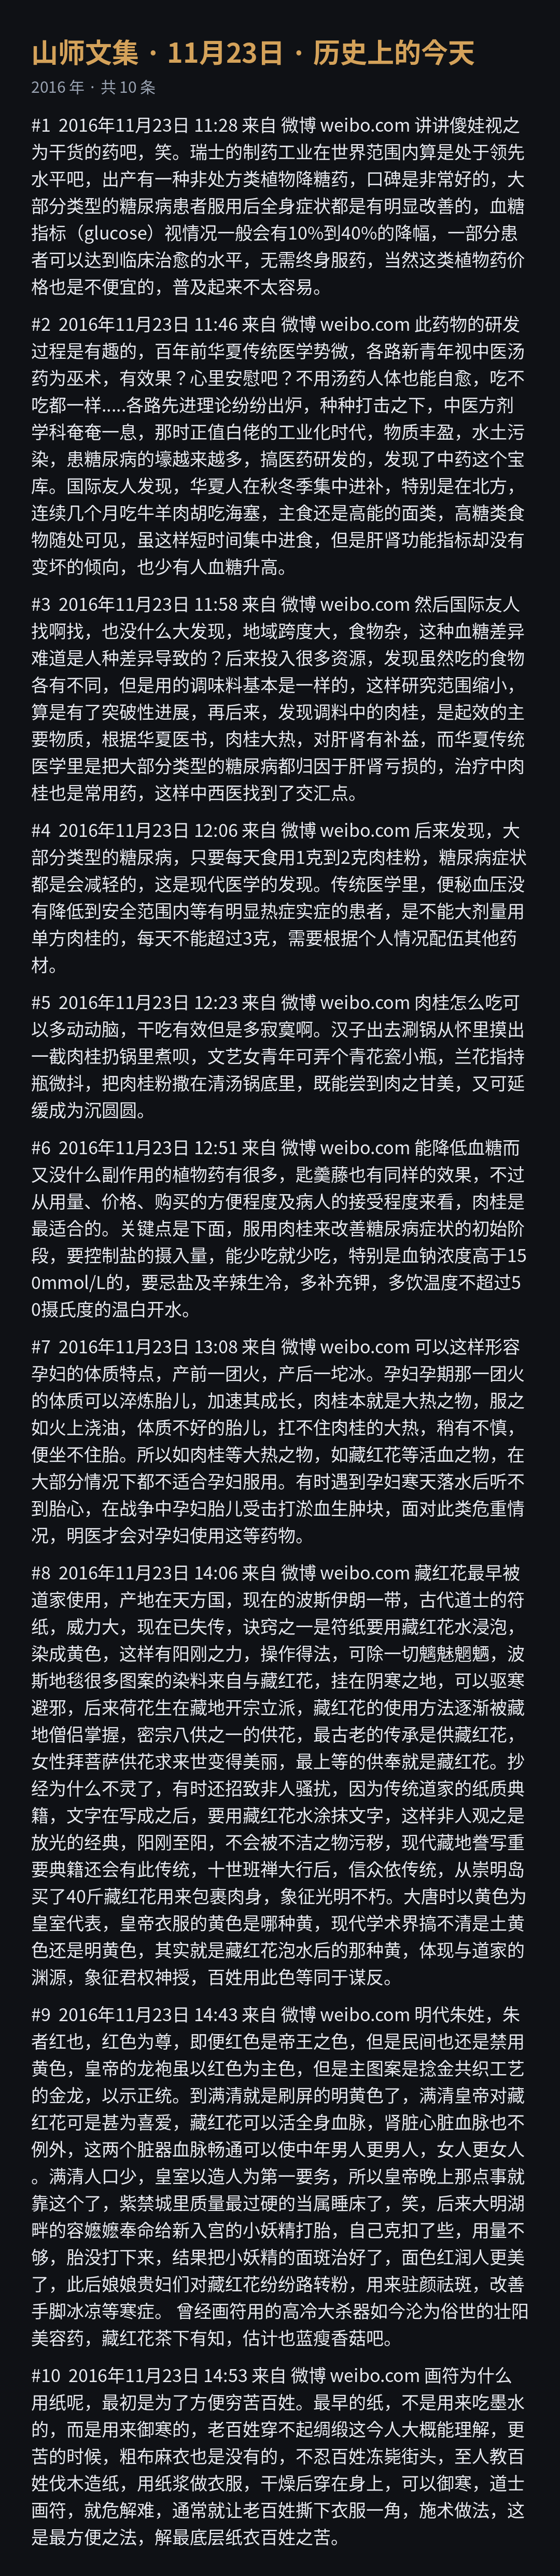 山师文集 · 11月23日 · 历史上的今天
2016 年 · 共 10 条
#1 2016年11月23日 11:28 来自 微博 weibo.com 讲讲傻娃视之
为干货的药吧，笑。瑞士的制药工业在世界范围内算是处于领先
水平吧，出产有一种非处方类植物降糖药，口碑是非常好的，大
部分类型的糖尿病患者服用后全身症状都是有明显改善的，血糖
指标（glucose）视情况一般会有10%到40%的降幅，一部分患
者可以达到临床治愈的水平，无需终身服药，当然这类植物药价
格也是不便宜的，普及起来不太容易。
#2 2016年11月23日 11:46 来自 微博 weibo.com 此药物的研发
过程是有趣的，百年前华夏传统医学势微，各路新青年视中医汤
药为巫术，有效果？心里安慰吧？不用汤药人体也能自愈，吃不
吃都一样.....各路先进理论纷纷出炉，种种打击之下，中医方剂
学科奄奄一息，那时正值白佬的工业化时代，物质丰盈，水土污
染，患糖尿病的壕越来越多，搞医药研发的，发现了中药这个宝
库。国际友人发现，华夏人在秋冬季集中进补，特别是在北方，
连续几个月吃牛羊肉胡吃海塞，主食还是高能的面类，高糖类食
物随处可见，虽这样短时间集中进食，但是肝肾功能指标却没有
变坏的倾向，也少有人血糖升高。
#3 2016年11月23日 11:58 来自 微博 weibo.com 然后国际友人
找啊找，也没什么大发现，地域跨度大，食物杂，这种血糖差异
难道是人种差异导致的？后来投入很多资源，发现虽然吃的食物
各有不同，但是用的调味料基本是一样的，这样研究范围缩小，
算是有了突破性进展，再后来，发现调料中的肉桂，是起效的主
要物质，根据华夏医书，肉桂大热，对肝肾有补益，而华夏传统
医学里是把大部分类型的糖尿病都归因于肝肾亏损的，治疗中肉
桂也是常用药，这样中西医找到了交汇点。
#4 2016年11月23日 12:06 来自 微博 weibo.com 后来发现，大
部分类型的糖尿病，只要每天食用1克到2克肉桂粉，糖尿病症状
都是会减轻的，这是现代医学的发现。传统医学里，便秘血压没
有降低到安全范围内等有明显热症实症的患者，是不能大剂量用
单方肉桂的，每天不能超过3克，需要根据个人情况配伍其他药
材。
#5 2016年11月23日 12:23 来自 微博 weibo.com 肉桂怎么吃可
以多动动脑，干吃有效但是多寂寞啊。汉子出去涮锅从怀里摸出
一截肉桂扔锅里煮呗，文艺女青年可弄个青花瓷小瓶，兰花指持
瓶微抖，把肉桂粉撒在清汤锅底里，既能尝到肉之甘美，又可延
缓成为沉圆圆。
#6 2016年11月23日 12:51 来自 微博 weibo.com 能降低血糖而
又没什么副作用的植物药有很多，匙羹藤也有同样的效果，不过
从用量、价格、购买的方便程度及病人的接受程度来看，肉桂是
最适合的。关键点是下面，服用肉桂来改善糖尿病症状的初始阶
段，要控制盐的摄入量，能少吃就少吃，特别是血钠浓度高于15
0mmol/L的，要忌盐及辛辣生冷，多补充钾，多饮温度不超过5
0摄氏度的温白开水。
#7 2016年11月23日 13:08 来自 微博 weibo.com 可以这样形容
孕妇的体质特点，产前一团火，产后一坨冰。孕妇孕期那一团火
的体质可以淬炼胎儿，加速其成长，肉桂本就是大热之物，服之
如火上浇油，体质不好的胎儿，扛不住肉桂的大热，稍有不慎，
便坐不住胎。所以如肉桂等大热之物，如藏红花等活血之物，在
大部分情况下都不适合孕妇服用。有时遇到孕妇寒天落水后听不
到胎心，在战争中孕妇胎儿受击打淤血生肿块，面对此类危重情
况，明医才会对孕妇使用这等药物。
#8 2016年11月23日 14:06 来自 微博 weibo.com 藏红花最早被
道家使用，产地在天方国，现在的波斯伊朗一带，古代道士的符
纸，威力大，现在已失传，诀窍之一是符纸要用藏红花水浸泡，
染成黄色，这样有阳刚之力，操作得法，可除一切魑魅魍魉，波
斯地毯很多图案的染料来自与藏红花，挂在阴寒之地，可以驱寒
避邪，后来荷花生在藏地开宗立派，藏红花的使用方法逐渐被藏
地僧侣掌握，密宗八供之一的供花，最古老的传承是供藏红花，
女性拜菩萨供花求来世变得美丽，最上等的供奉就是藏红花。抄
经为什么不灵了，有时还招致非人骚扰，因为传统道家的纸质典
籍，文字在写成之后，要用藏红花水涂抹文字，这样非人观之是
放光的经典，阳刚至阳，不会被不洁之物污秽，现代藏地誊写重
要典籍还会有此传统，十世班禅大行后，信众依传统，从崇明岛
买了40斤藏红花用来包裹肉身，象征光明不朽。大唐时以黄色为
皇室代表，皇帝衣服的黄色是哪种黄，现代学术界搞不清是土黄
色还是明黄色，其实就是藏红花泡水后的那种黄，体现与道家的
渊源，象征君权神授，百姓用此色等同于谋反。
#9 2016年11月23日 14:43 来自 微博 weibo.com 明代朱姓，朱
者红也，红色为尊，即便红色是帝王之色，但是民间也还是禁用
黄色，皇帝的龙袍虽以红色为主色，但是主图案是捻金共织工艺
的金龙，以示正统。到满清就是刷屏的明黄色了，满清皇帝对藏
红花可是甚为喜爱，藏红花可以活全身血脉，肾脏心脏血脉也不
例外，这两个脏器血脉畅通可以使中年男人更男人，女人更女人
。满清人口少，皇室以造人为第一要务，所以皇帝晚上那点事就
靠这个了，紫禁城里质量最过硬的当属睡床了，笑，后来大明湖
畔的容嬷嬷奉命给新入宫的小妖精打胎，自己克扣了些，用量不
够，胎没打下来，结果把小妖精的面斑治好了，面色红润人更美
了，此后娘娘贵妇们对藏红花纷纷路转粉，用来驻颜祛斑，改善
手脚冰凉等寒症。 曾经画符用的高冷大杀器如今沦为俗世的壮阳
美容药，藏红花茶下有知，估计也蓝瘦香菇吧。
#10 2016年11月23日 14:53 来自 微博 weibo.com 画符为什么
用纸呢，最初是为了方便穷苦百姓。最早的纸，不是用来吃墨水
的，而是用来御寒的，老百姓穿不起绸缎这今人大概能理解，更
苦的时候，粗布麻衣也是没有的，不忍百姓冻毙街头，至人教百
姓伐木造纸，用纸浆做衣服，干燥后穿在身上，可以御寒，道士
画符，就危解难，通常就让老百姓撕下衣服一角，施术做法，这
是最方便之法，解最底层纸衣百姓之苦。